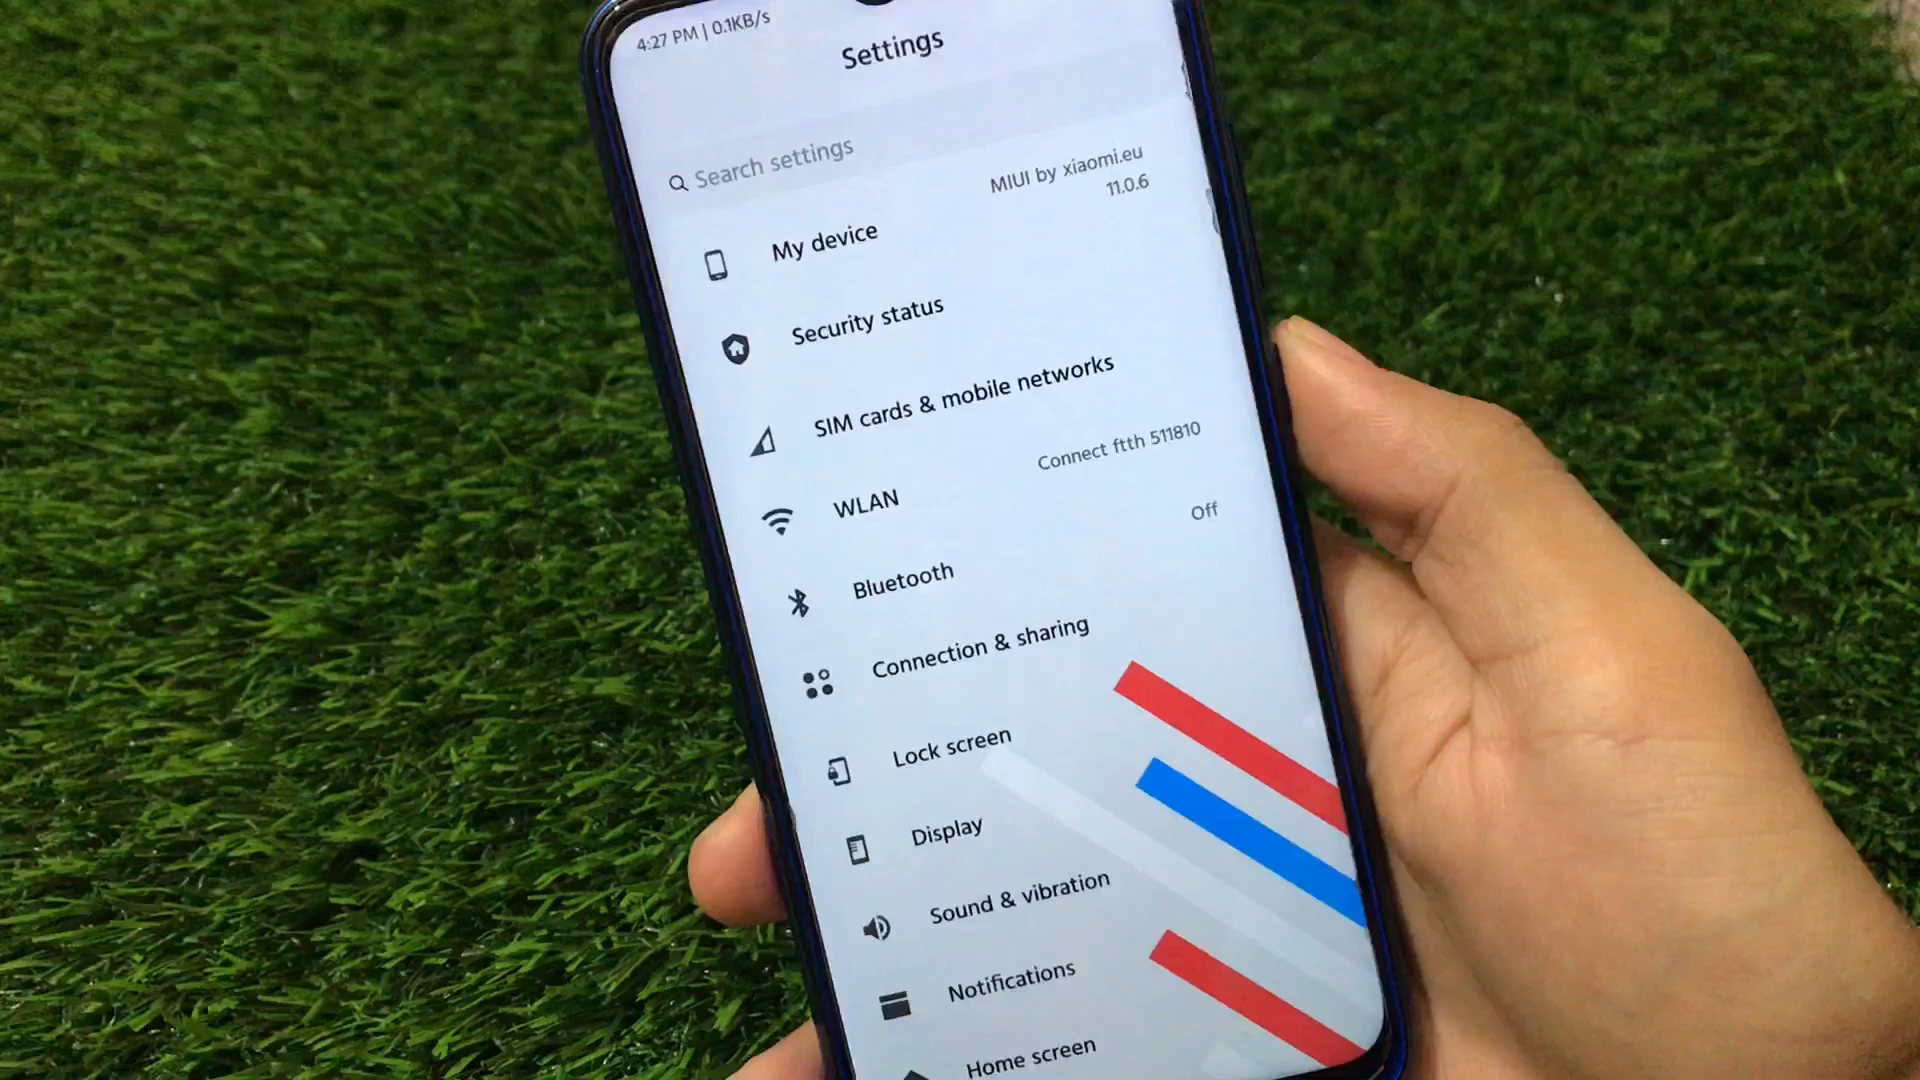 4:27 PM | 0.1KB/s
Settings
Search settings
MIUI by xiaomi.eu
11.0.6
My device
Security status
SIM cards & mobile networks
Connect ftth 511810
WLAN
Off
Bluetooth
Connection & sharing
Lock screen
Display
Sound & vibration
Notifications
Home screen